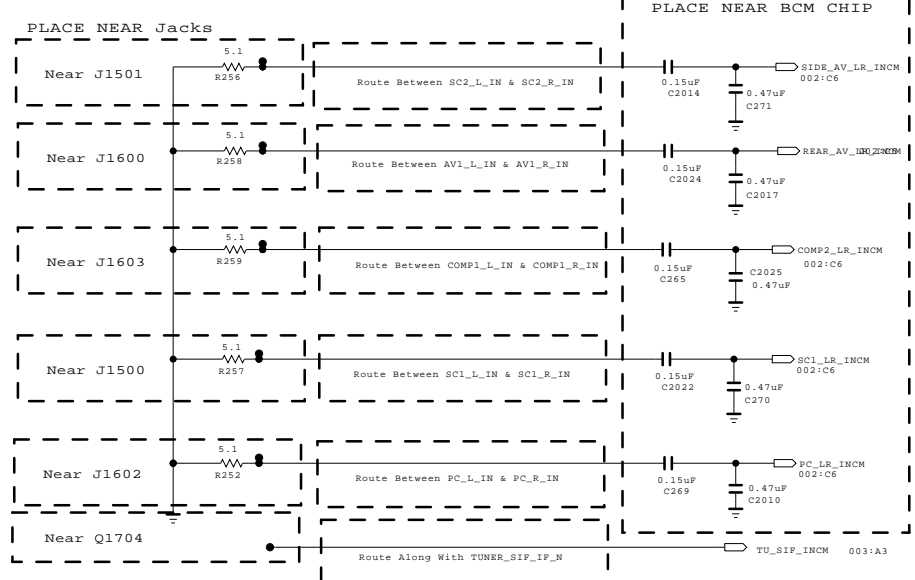 PLACE NEAR BCM CHIP
PLACE NEAR Jacks
Near J1501
5.1
R256
Route Between SC2_L_IN & SC2_R_IN
0.15uF
C2014
0.47uF
C271
SIDE_AV_LR_INCM
002:C6
Near J1600
5.1
R258
Route Between AV1_L_IN & AV1_R_IN
0.15uF
C2024
0.47uF
C2017
Near J1603
5.1
R259
Route Between COMP1_L_IN & COMP1_R_IN
0.15uF
C265
C2025
0.47uF
COMP2_LR_INCM
002:C6
Near J1500
5.1
R257
Route Between SC1_L_IN & SC1_R_IN
0.15uF
C2022
0.47uF
C270
SC1_LR_INCM
002:C6
Near J1602
5.1
R252
Route Between PC_L_IN & PC_R_IN
0.15uF
C269
0.47uF
C2010
PC_LR_INCM
002:C6
Near Q1704
Route Along With TUNER_SIF_IF_N
TU_SIF_INCM
003:A3